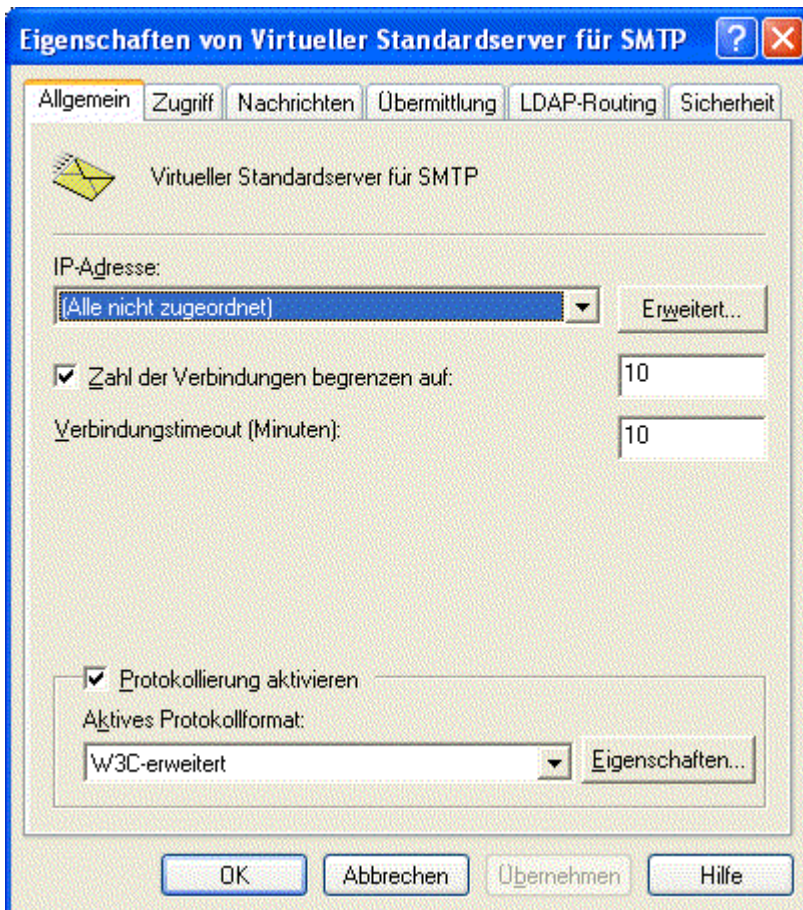 Eigenschaften von Virtueller Standardserver für SMTP
Allgemein Zugriff Nachrichten Übermittlung LDAP-Routing Sicherheit
Virtueller Standardserver für SMTP
IP-Adresse:
(Alle nicht zugeordnet) Erweitert...
Zahl der Verbindungen begrenzen auf: 10
Verbindungstimeout (Minuten): 10
Protokollierung aktivieren
Aktives Protokollformat:
W3C-erweitert Eigenschaften...
OK Abbrechen Übernehmen Hilfe